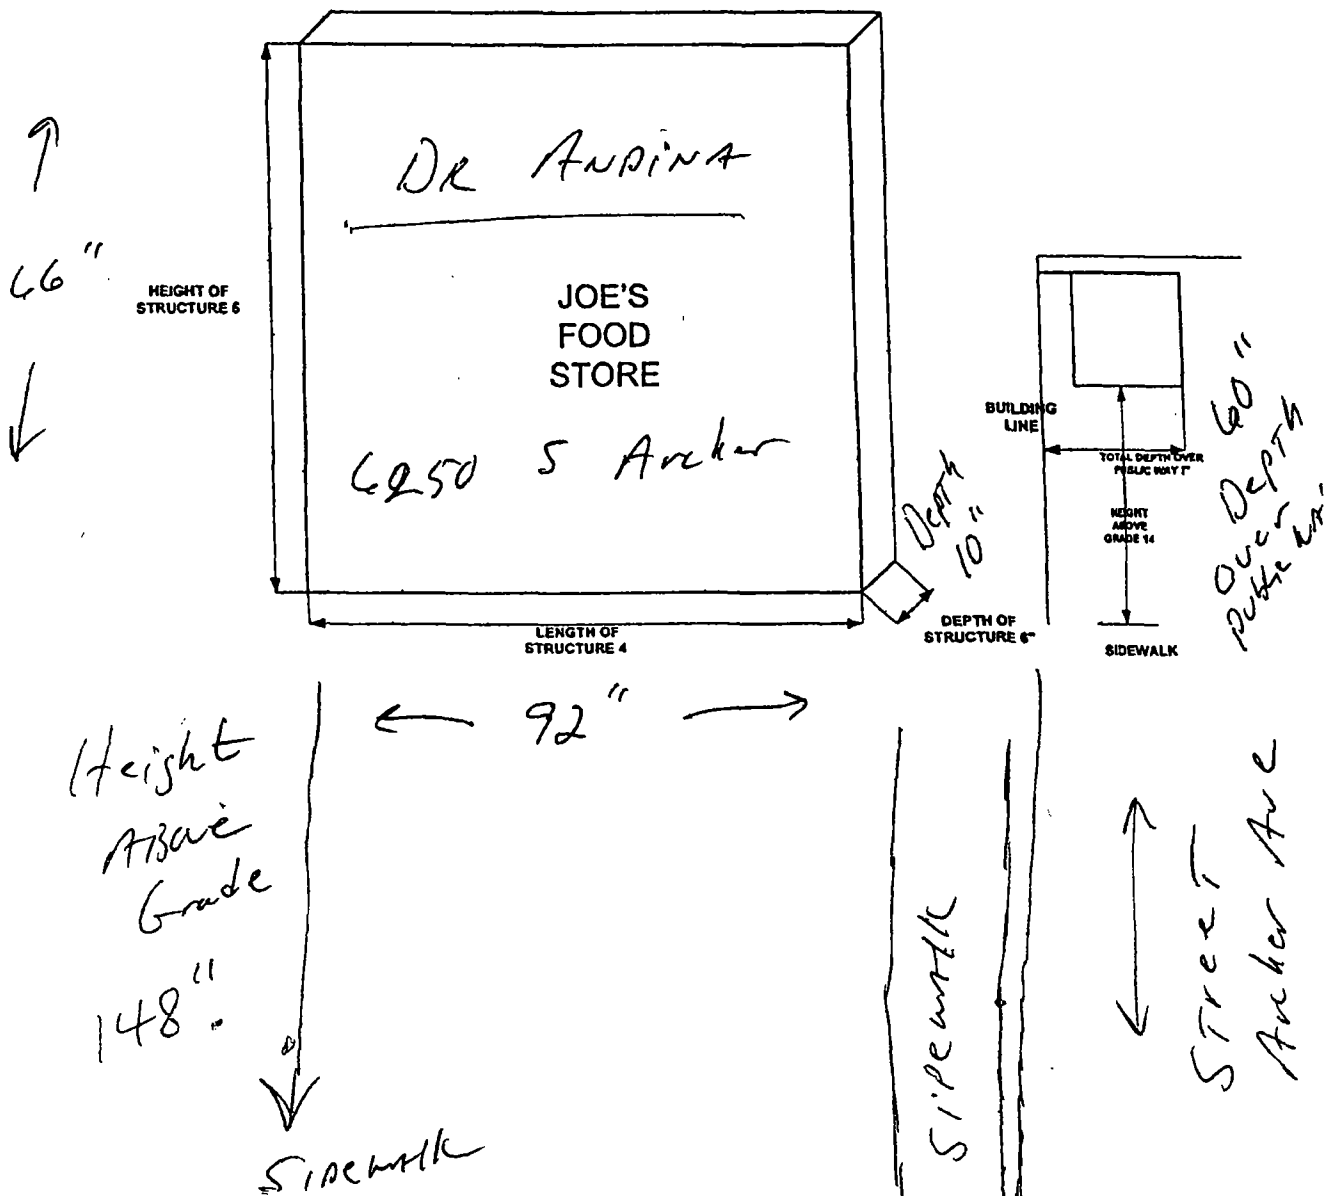 DR ANDINA
66"
HEIGHT OF
STRUCTURE 5
JOE'S
FOOD
STORE
6250 S Archer
Depth
10"
LENGTH OF
STRUCTURE 4
DEPTH OF
STRUCTURE 6"
BUILDING
LINE
TOTAL DEPTH OVER
PUBLIC WAY 1"
HEIGHT
ABOVE
GRADE 14
SIDEWALK
60"
Depth
Over
public
92"
Height
Above
Grade
148"
Sidewalk
Sidewalk
Street
Archer Ave